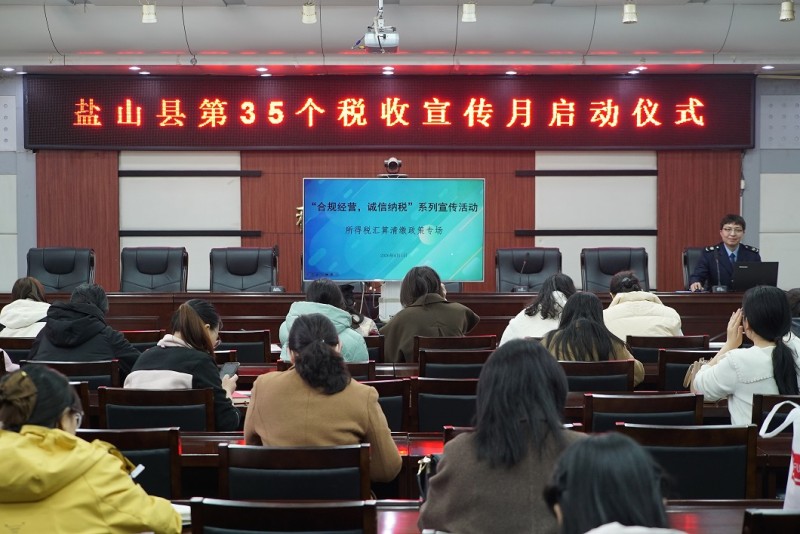 盐山县第35个税收宣传月启动仪式
“合规经营，诚信纳税”系列宣传活动
所得税汇算清缴政策专场